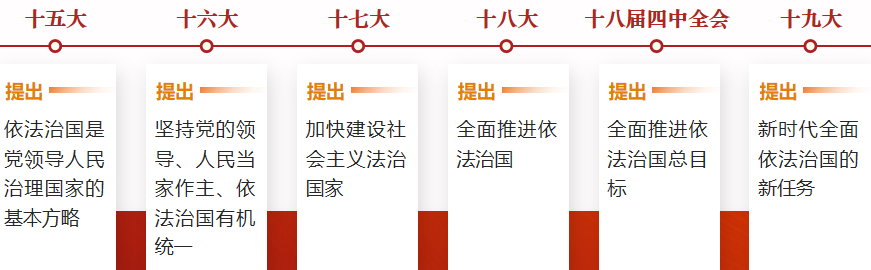 十五大
十六大
十七大
十八大
十八届四中全会
十九大
提出
依法治国是
党领导人民
治理国家的
基本方略
提出
坚持党的领
导、人民当
家作主、依
法治国有机
统一
提出
加快建设社
会主义法治
国家
提出
全面推进依
法治国
提出
全面推进依
法治国总目
标
提出
新时代全面
依法治国的
新任务